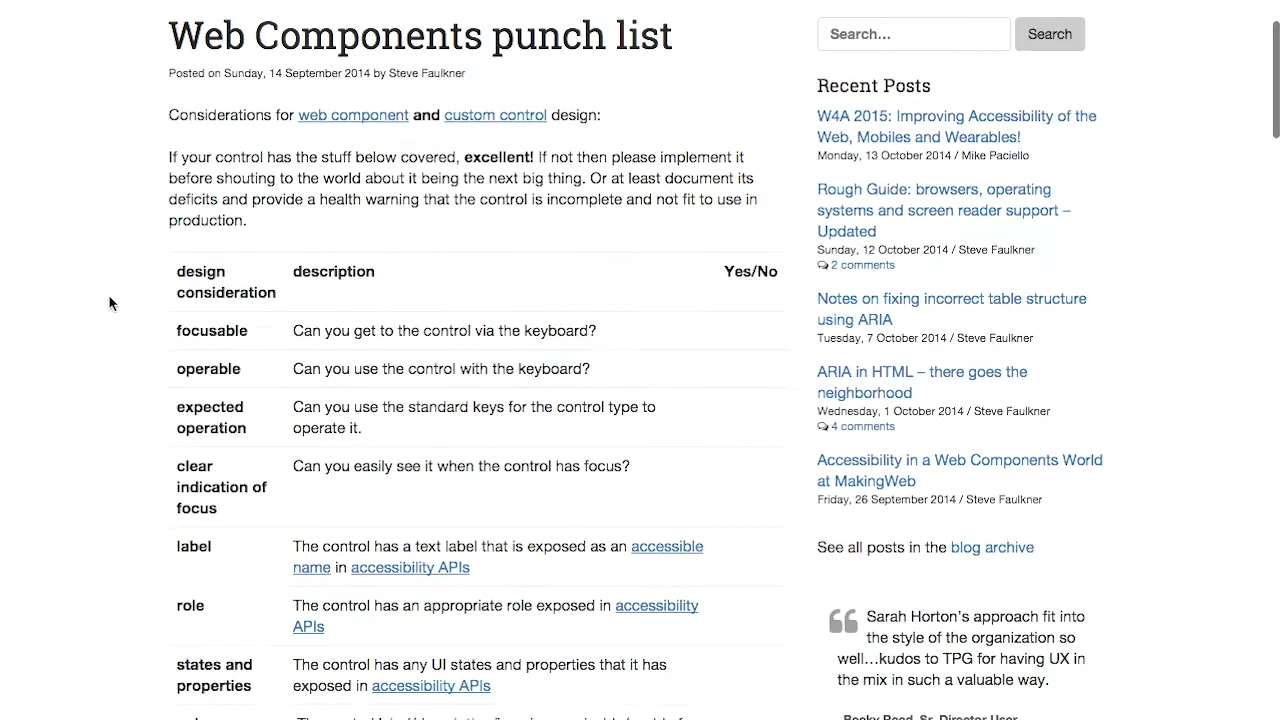 Web Components punch list
Posted on Sunday, 14 September 2014 by Steve Faulkner
Considerations for web component and custom control design:
If your control has the stuff below covered, excellent! If not then please implement it
before shouting to the world about it being the next big thing. Or at least document its
deficits and provide a health warning that the control is incomplete and not fit to use in
production.
design
consideration
description
Yes/No
focusable
Can you get to the control via the keyboard?
operable
Can you use the control with the keyboard?
expected
operation
Can you use the standard keys for the control type to
operate it.
clear
indication of
focus
Can you easily see it when the control has focus?
label
The control has a text label that is exposed as an accessible
name in accessibility APIs
role
The control has an appropriate role exposed in accessibility
APIs
states and
properties
The control has any UI states and properties that it has
exposed in accessibility APIs
Search...
Search
Recent Posts
W4A 2015: Improving Accessibility of the
Web, Mobiles and Wearables!
Monday, 13 October 2014 / Mike Paciello
Rough Guide: browsers, operating
systems and screen reader support –
Updated
Sunday, 12 October 2014 / Steve Faulkner
2 comments
Notes on fixing incorrect table structure
using ARIA
Tuesday, 7 October 2014 / Steve Faulkner
ARIA in HTML – there goes the
neighborhood
Wednesday, 1 October 2014 / Steve Faulkner
4 comments
Accessibility in a Web Components World
at MakingWeb
Friday, 26 September 2014 / Steve Faulkner
See all posts in the blog archive
Sarah Horton's approach fit into
the style of the organization so
well…kudos to TPG for having UX in
the mix in such a valuable way.